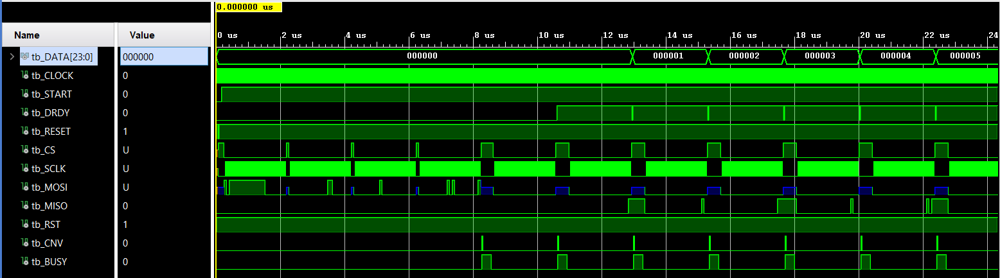 0.000000 us
Name Value
0 us 2 us 4 us 6 us 8 us 10 us 12 us 14 us 16 us 18 us 20 us 22 us 24
tb_DATA[23:0] 000000 000000 000001 000002 000003 000004 000005
tb_CLOCK 0
tb_START 0
tb_DRDY 0
tb_RESET 1
tb_CS U
tb_SCLK U
tb_MOSI U
tb_MISO 0
tb_RST 1
tb_CNV 0
tb_BUSY 0